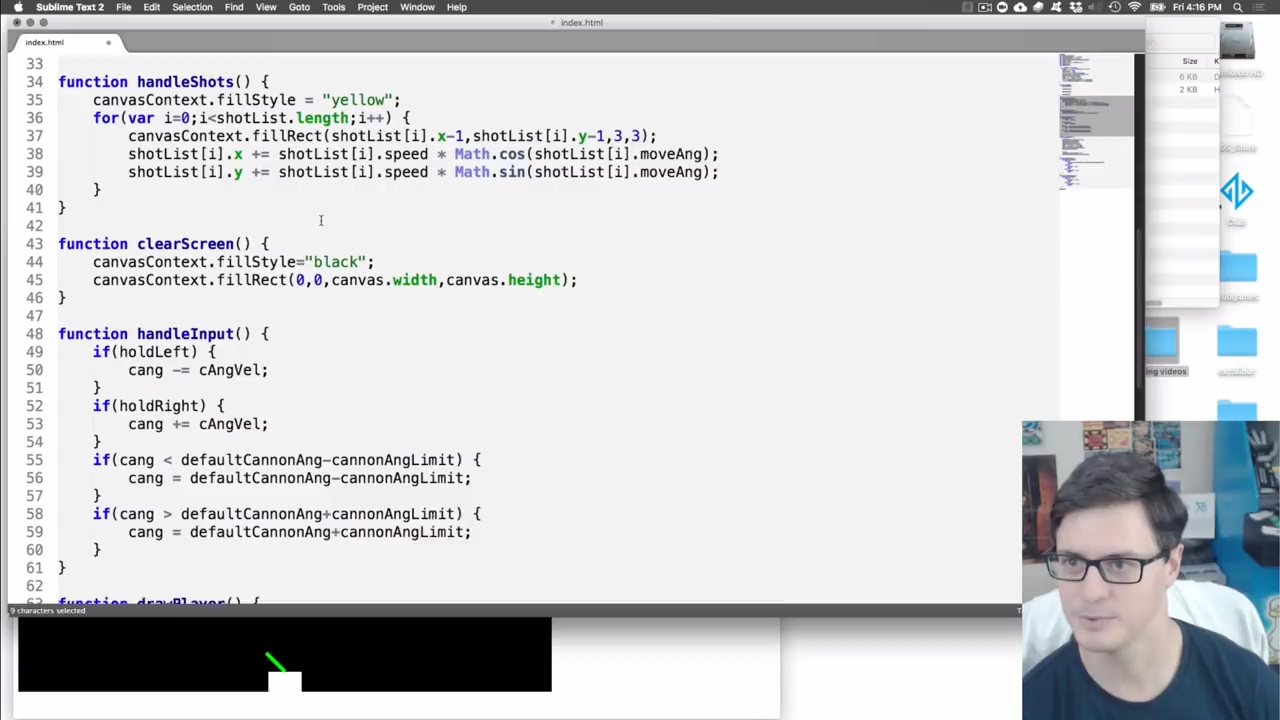 Sublime Text 2 File Edit Selection Find View Goto Tools Project Window Help
Fri 4:16 PM
index.html
index.html
Size
6 KB
2 KB
33
34 function handleShots() {
35 canvasContext.fillStyle = "yellow";
36 for(var i=0;i<shotList.length;i++) {
37 canvasContext.fillRect(shotList[i].x-1,shotList[i].y-1,3,3);
38 shotList[i].x += shotList[i].speed * Math.cos(shotList[i].moveAng);
39 shotList[i].y += shotList[i].speed * Math.sin(shotList[i].moveAng);
40 }
41 }
42
43 function clearScreen() {
44 canvasContext.fillStyle="black";
45 canvasContext.fillRect(0,0,canvas.width,canvas.height);
46 }
47
48 function handleInput() {
49 if(holdLeft) {
50 cang -= cAngVel;
51 }
52 if(holdRight) {
53 cang += cAngVel;
54 }
55 if(cang < defaultCannonAng-cannonAngLimit) {
56 cang = defaultCannonAng-cannonAngLimit;
57 }
58 if(cang > defaultCannonAng+cannonAngLimit) {
59 cang = defaultCannonAng+cannonAngLimit;
60 }
61 }
62
63 function drawPlayer() {
9 characters selected
ing videos